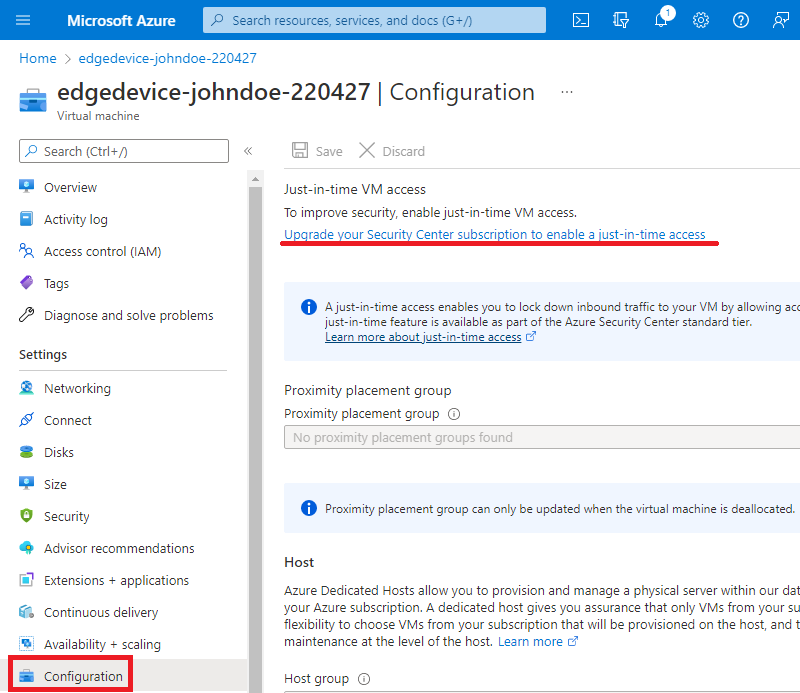 Microsoft Azure
Search resources, services, and docs (G+/)
1
Home > edgedevice-johndoe-220427
edgedevice-johndoe-220427 | Configuration ...
Virtual machine
Search (Ctrl+/)
«
Overview
Activity log
Access control (IAM)
Tags
Diagnose and solve problems
Settings
Networking
Connect
Disks
Size
Security
Advisor recommendations
Extensions + applications
Continuous delivery
Availability + scaling
Configuration
Save Discard
Just-in-time VM access
To improve security, enable just-in-time VM access.
Upgrade your Security Center subscription to enable a just-in-time access
A just-in-time access enables you to lock down inbound traffic to your VM by allowing acc
just-in-time feature is available as part of the Azure Security Center standard tier.
Learn more about just-in-time access
Proximity placement group
Proximity placement group
No proximity placement groups found
Proximity placement group can only be updated when the virtual machine is deallocated.
Host
Azure Dedicated Hosts allow you to provision and manage a physical server within our dat
your Azure subscription. A dedicated host gives you assurance that only VMs from your su
flexibility to choose VMs from your subscription that will be provisioned on the host, and t
maintenance at the level of the host. Learn more
Host group